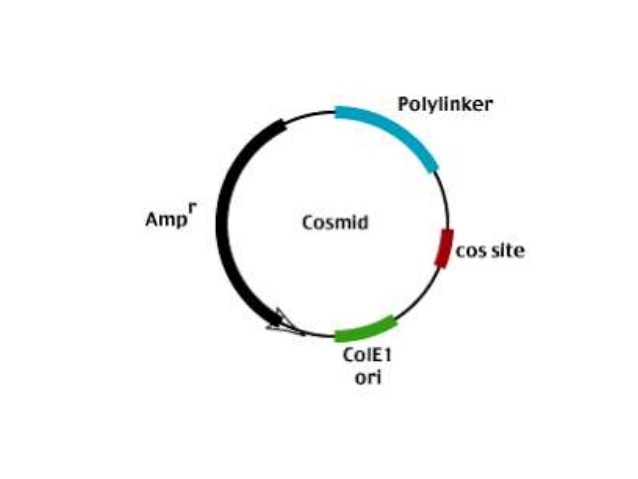 Polylinker
Amp^r
Cosmid
cos site
ColE1
ori